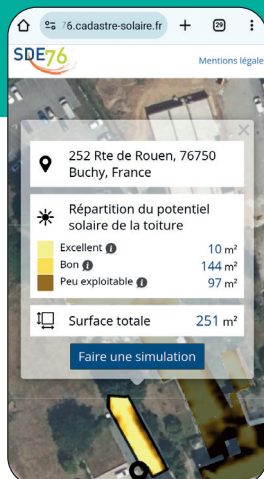 76.cadastre-solaire.fr
29
SDE76
Mentions légale
252 Rte de Rouen, 76750
Buchy, France
Répartition du potentiel
solaire de la toiture
Excellent 10 m²
Bon 144 m²
Peu exploitable 97 m²
Surface totale 251 m²
Faire une simulation